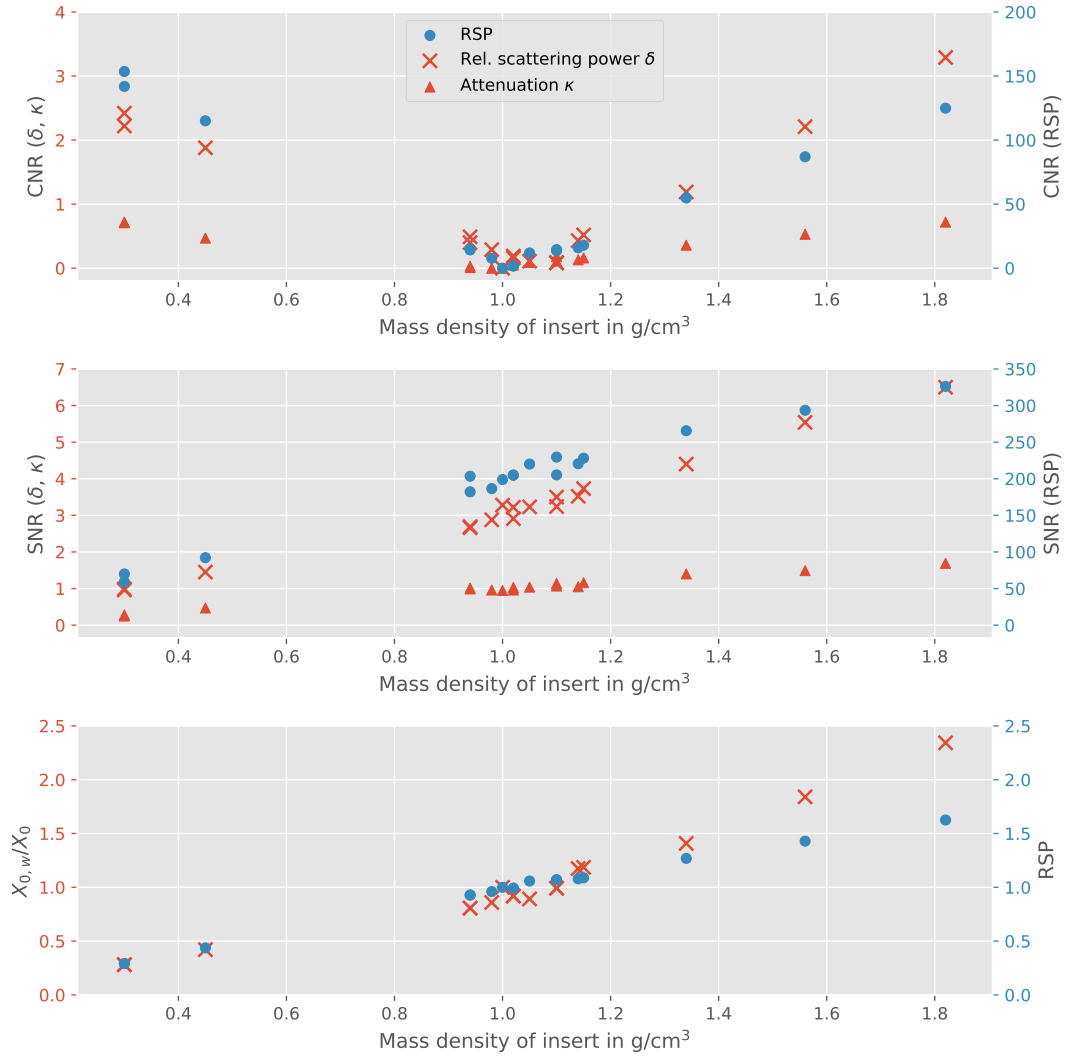 4
3
2
1
0
CNR (δ, κ)
RSP
Rel. scattering power δ
Attenuation κ
200
150
100
50
0
CNR (RSP)
0.4 0.6 0.8 1.0 1.2 1.4 1.6 1.8
Mass density of insert in g/cm³
7
6
5
4
3
2
1
0
SNR (δ, κ)
350
300
250
200
150
100
50
0
SNR (RSP)
0.4 0.6 0.8 1.0 1.2 1.4 1.6 1.8
Mass density of insert in g/cm³
2.5
2.0
1.5
1.0
0.5
0.0
X₀,w/X₀
2.5
2.0
1.5
1.0
0.5
0.0
RSP
0.4 0.6 0.8 1.0 1.2 1.4 1.6 1.8
Mass density of insert in g/cm³